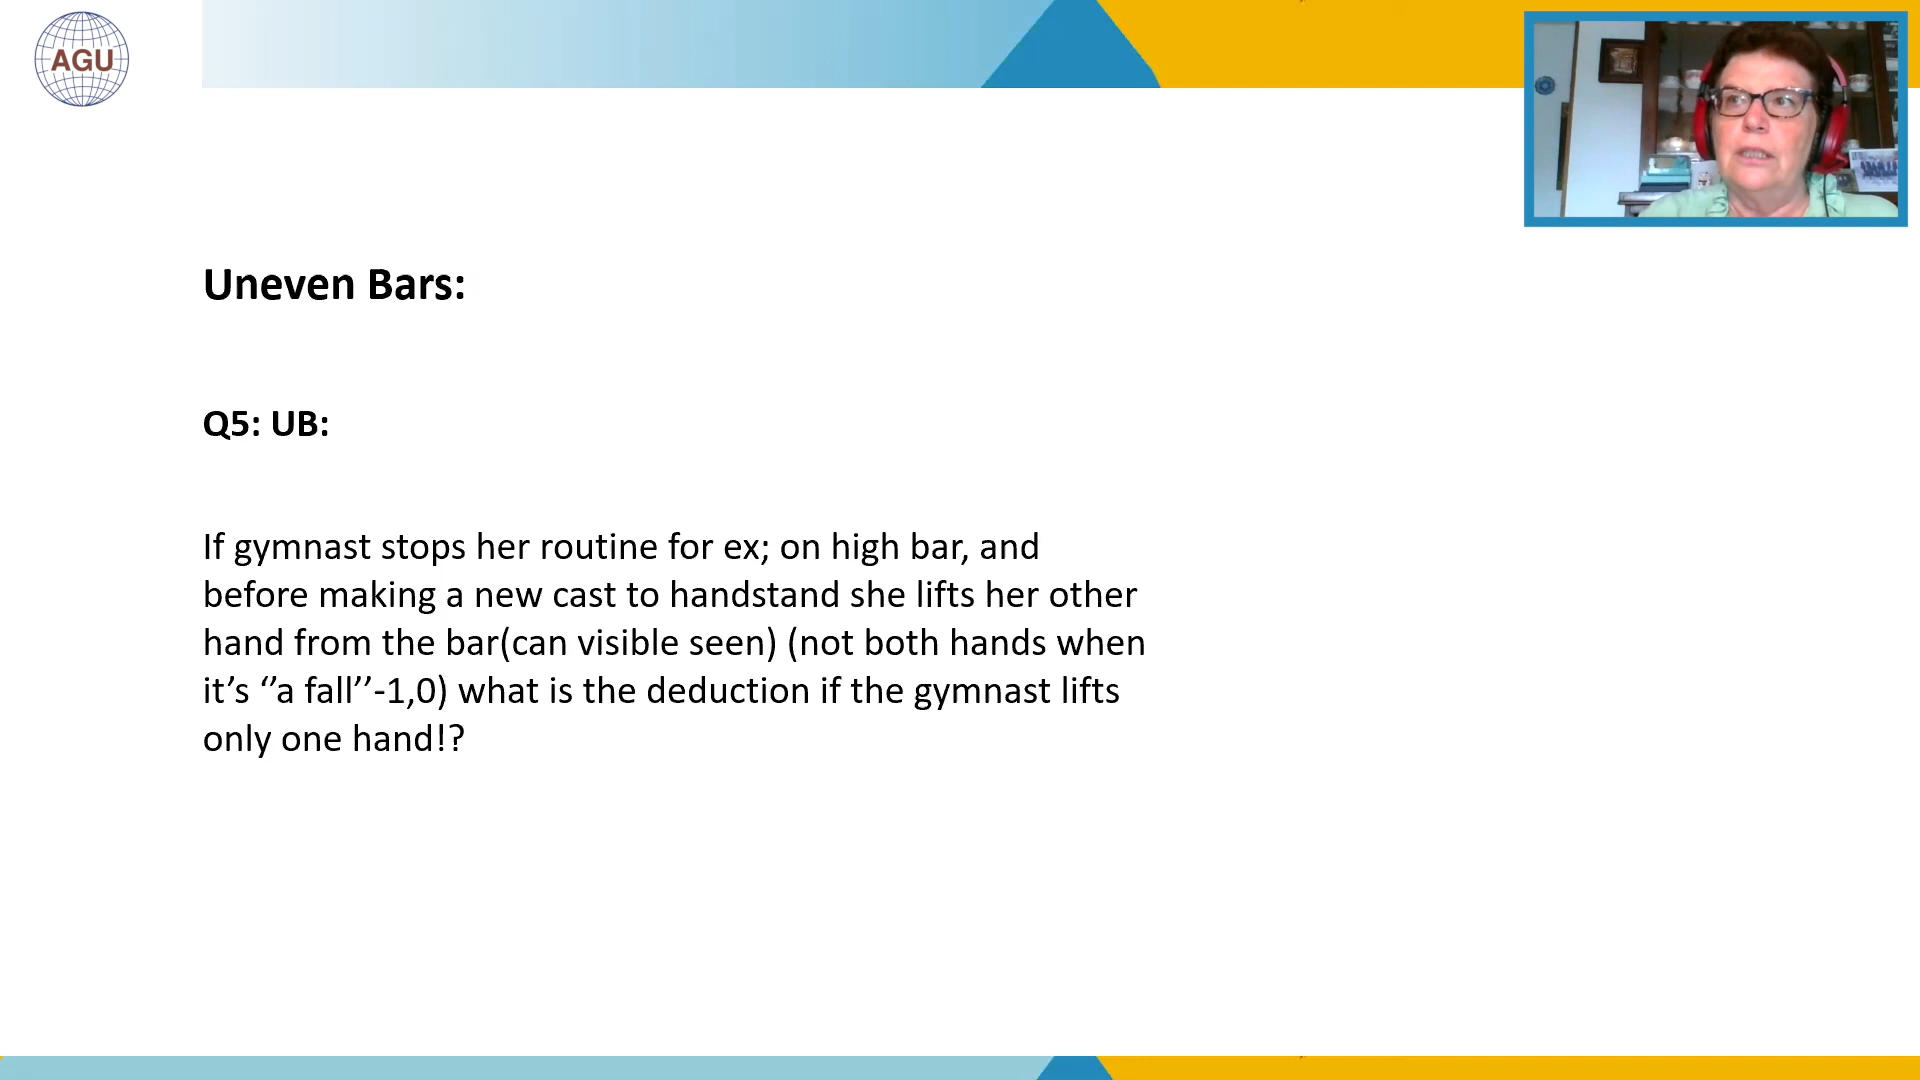 AGU
Uneven Bars:
Q5: UB:
If gymnast stops her routine for ex; on high bar, and
before making a new cast to handstand she lifts her other
hand from the bar(can visible seen) (not both hands when
it’s ‘’a fall’’-1,0) what is the deduction if the gymnast lifts
only one hand!?